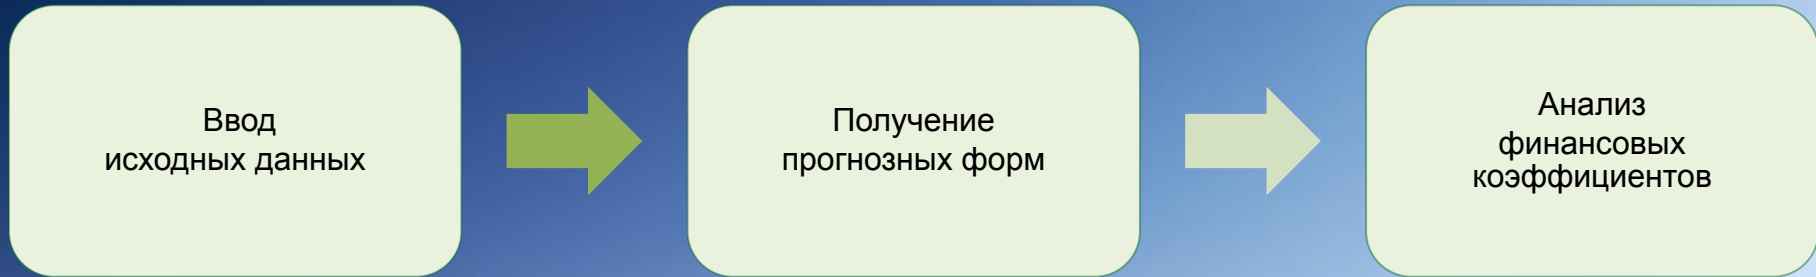 Ввод
исходных данных
Получение
прогнозных форм
Анализ
финансовых
коэффициентов